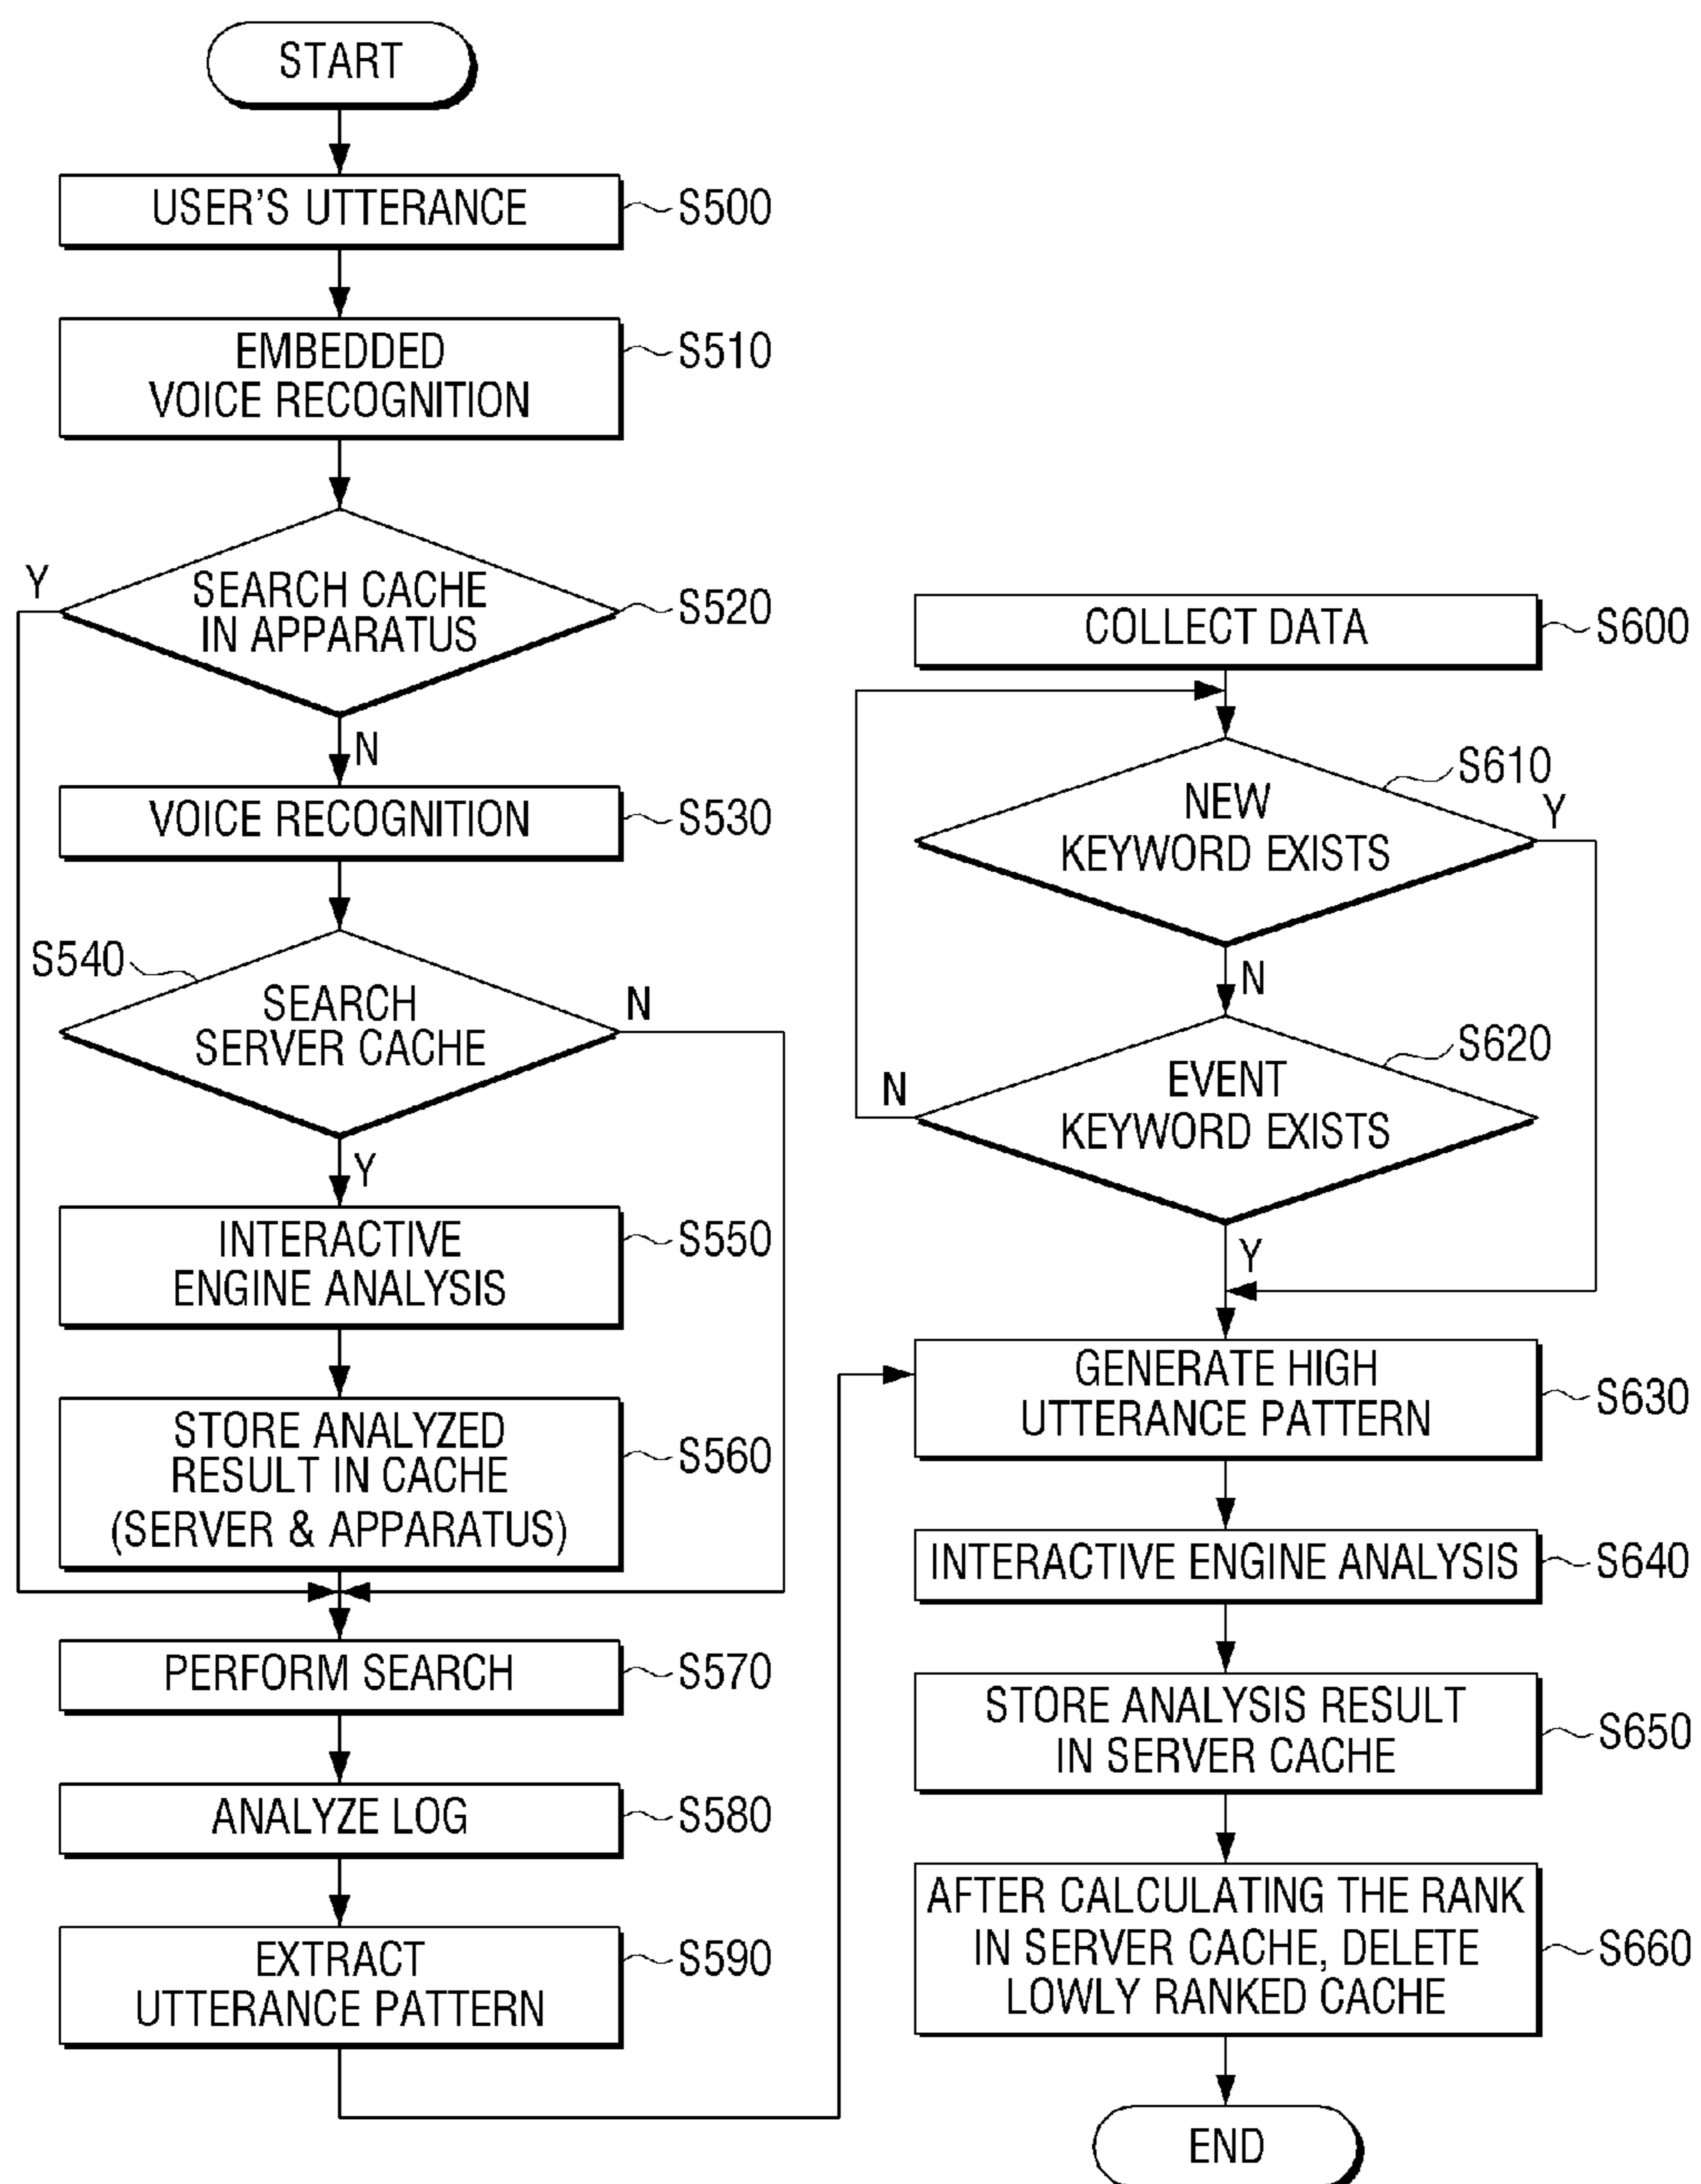 START
USER'S UTTERANCE
S500
EMBEDDED
VOICE RECOGNITION
S510
SEARCH CACHE
IN APPARATUS
S520
Y
N
VOICE RECOGNITION
S530
S540
SEARCH
SERVER CACHE
N
Y
INTERACTIVE
ENGINE ANALYSIS
S550
STORE ANALYZED
RESULT IN CACHE
(SERVER & APPARATUS)
S560
PERFORM SEARCH
S570
ANALYZE LOG
S580
EXTRACT
UTTERANCE PATTERN
S590
COLLECT DATA
S600
NEW
KEYWORD EXISTS
S610
Y
N
EVENT
KEYWORD EXISTS
S620
N
Y
GENERATE HIGH
UTTERANCE PATTERN
S630
INTERACTIVE ENGINE ANALYSIS
S640
STORE ANALYSIS RESULT
IN SERVER CACHE
S650
AFTER CALCULATING THE RANK
IN SERVER CACHE, DELETE
LOWLY RANKED CACHE
S660
END